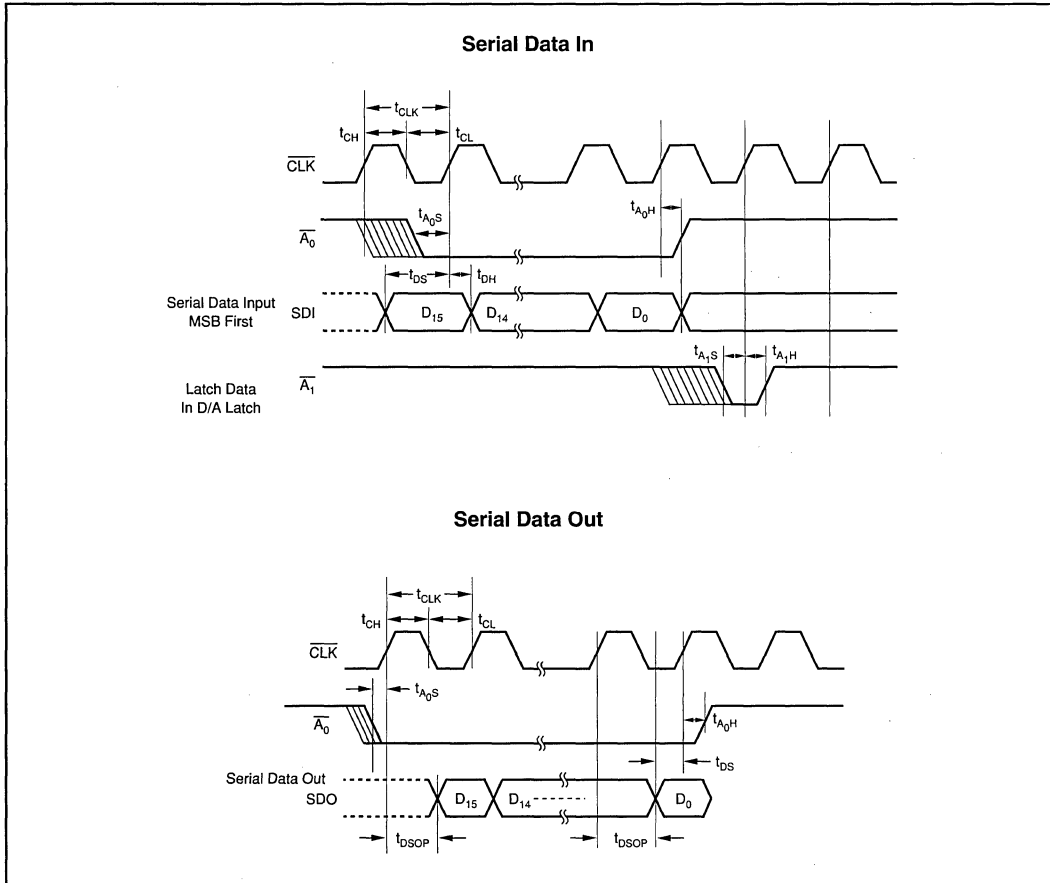 Serial Data In
tCLK
tCH
tCL
CLK
tA0S
tA0H
A0
tDS
tDH
Serial Data Input
MSB First
SDI
D15
D14
D0
tA1S
tA1H
A1
Latch Data
In D/A Latch
Serial Data Out
tCLK
tCH
tCL
CLK
tA0S
A0
tA0H
tDS
Serial Data Out
SDO
D15
D14
D0
tDSOP
tDSOP